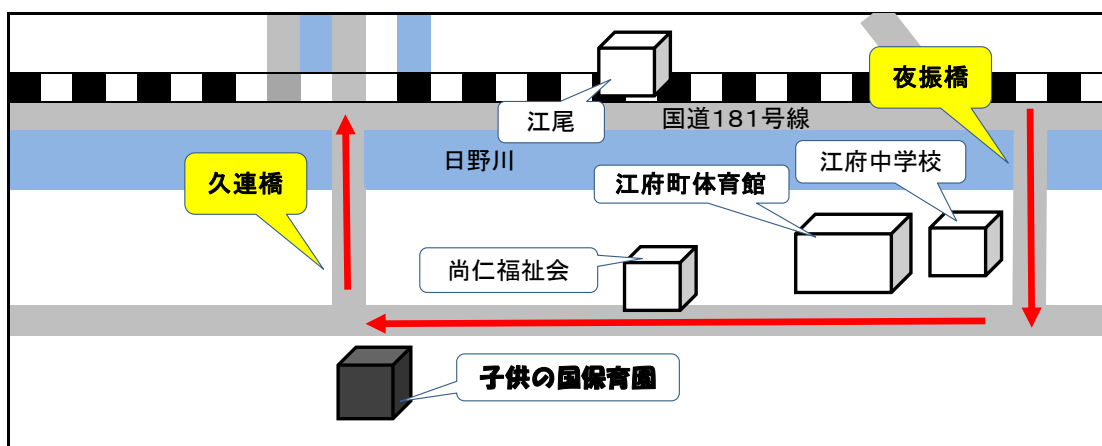 夜振橋
江尾
国道181号線
日野川
江府中学校
久連橋
江府町体育館
尚仁福祉会
子供の国保育園